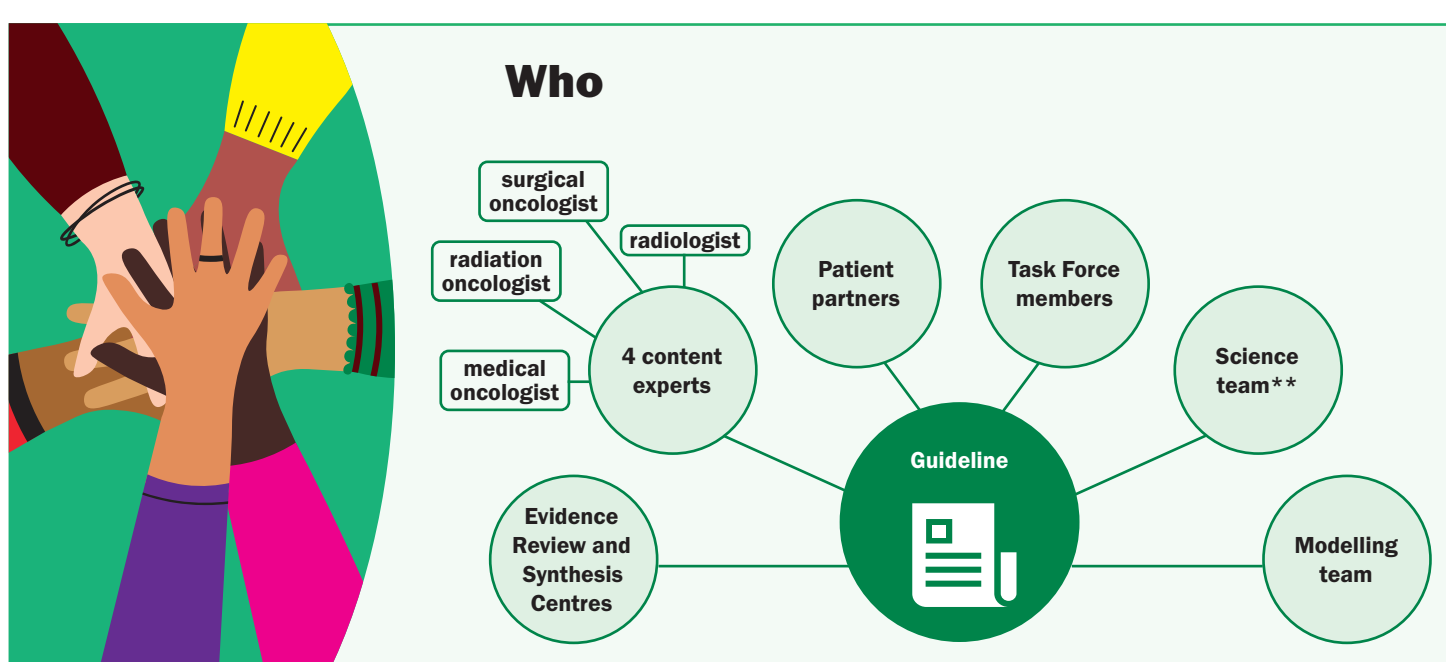 Who
surgical
oncologist
radiologist
radiation
oncologist
medical
oncologist
4 content
experts
Patient
partners
Task Force
members
Science
team**
Guideline
Evidence
Review and
Synthesis
Centres
Modelling
team